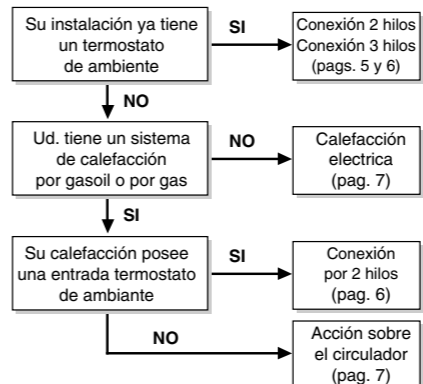 Su instalación ya tiene
un termostato
de ambiente
SI
Conexión 2 hilos
Conexión 3 hilos
(pags. 5 y 6)
NO
Ud. tiene un sistema
de calefacción
por gasoil o por gas
NO
Calefacción
electrica
(pag. 7)
SI
Su calefacción posee
una entrada termostato
de ambiante
SI
Conexión
por 2 hilos
(pag. 6)
NO
Acción sobre
el circulador
(pag. 7)